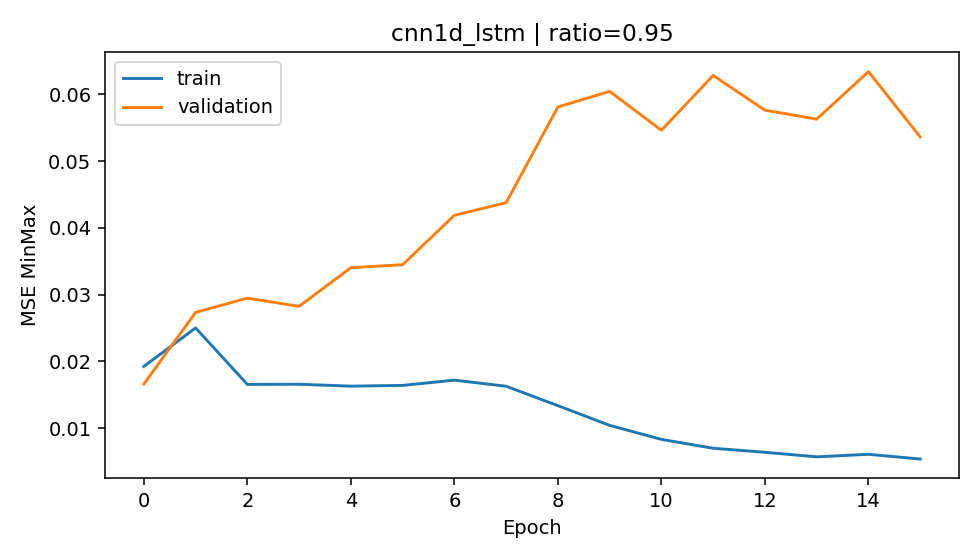 cnn1d_lstm | ratio=0.95
train
validation
MSE MinMax
0.06
0.05
0.04
0.03
0.02
0.01
0 2 4 6 8 10 12 14
Epoch